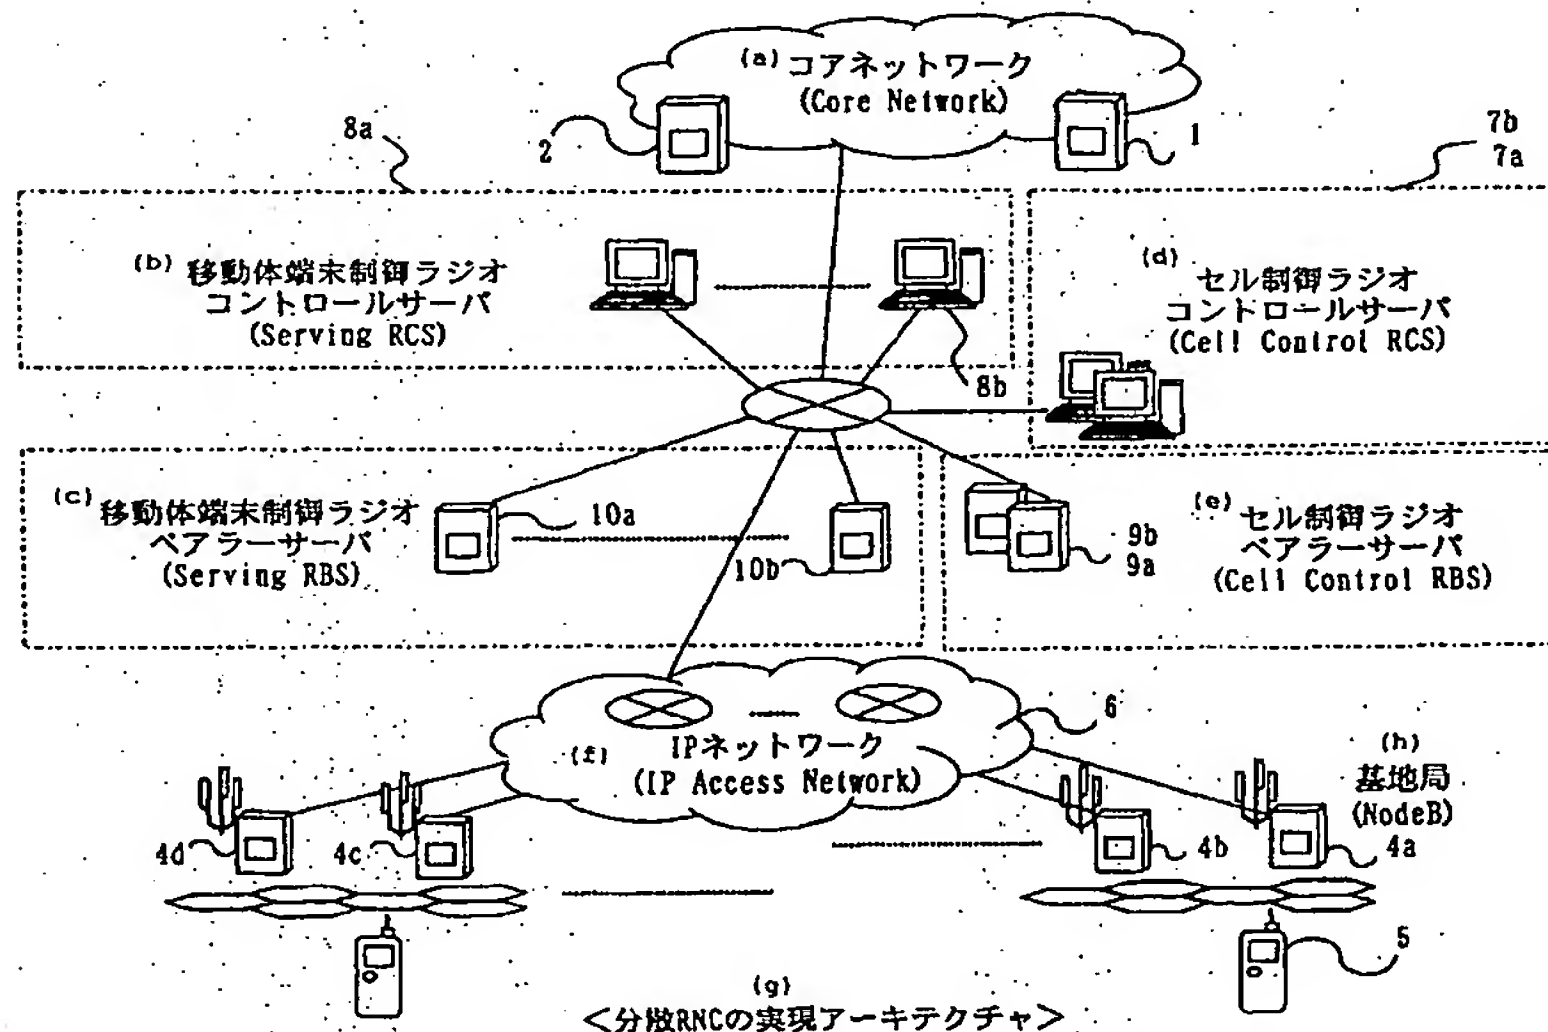 (a) コアネットワーク
(Core Network)
8a
2
1
7b
7a
(b) 移動体端末制御ラジオ
コントロールサーバ
(Serving RCS)
(d) セル制御ラジオ
コントロールサーバ
(Cell Control RCS)
8b
(c) 移動体端末制御ラジオ
ベアラーサーバ
(Serving RBS)
10a
10b
9b
9a
(e) セル制御ラジオ
ベアラーサーバ
(Cell Control RBS)
6
(f) IPネットワーク
(IP Access Network)
(h)
基地局
(NodeB)
4d
4c
4b
4a
5
(g)
<分散RNCの実現アーキテクチャ>